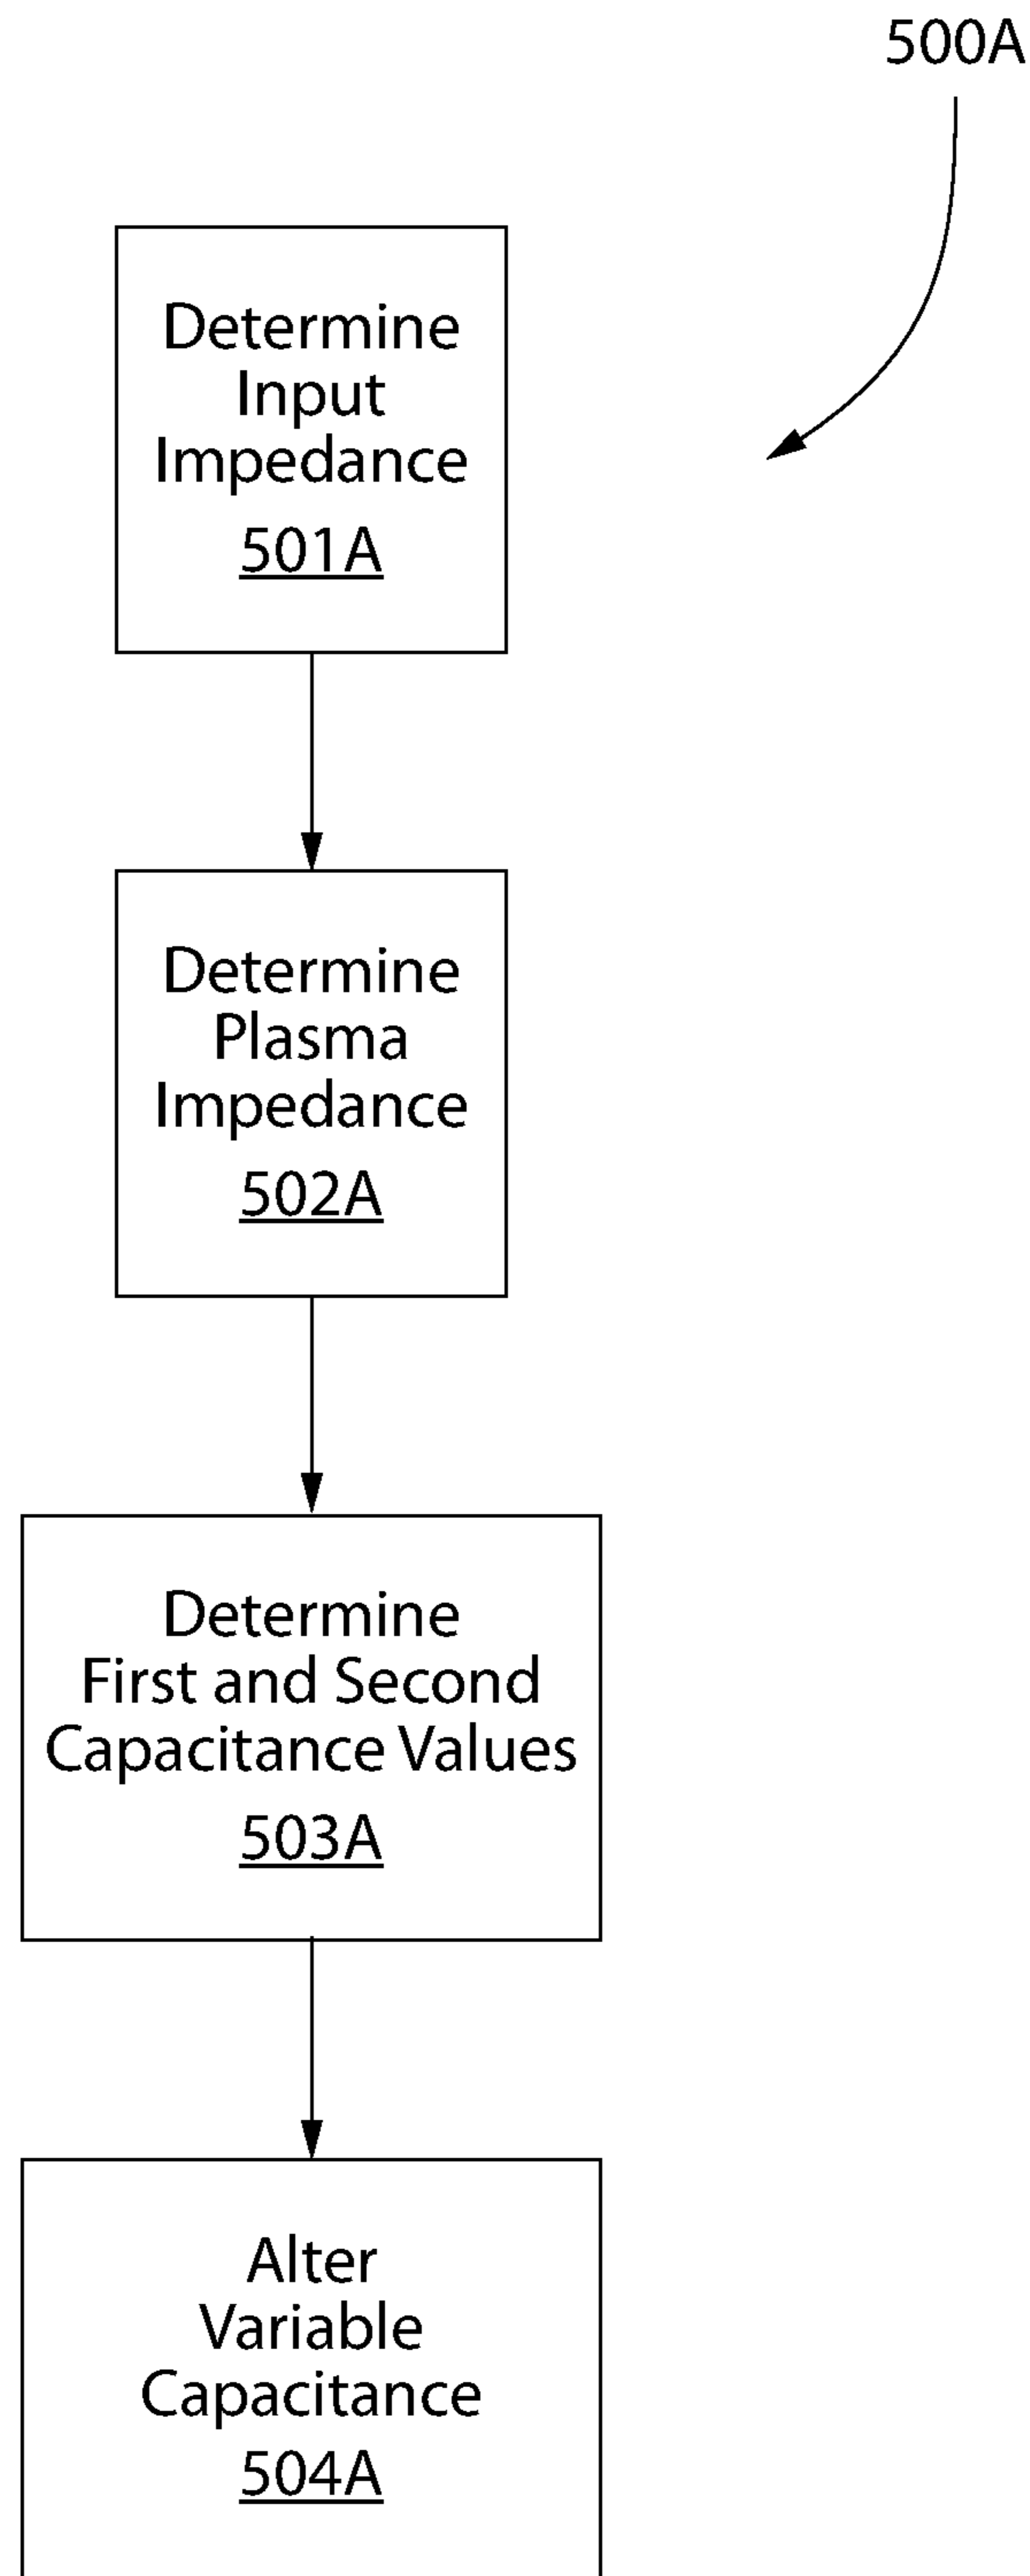 500A
Determine
Input
Impedance
501A
Determine
Plasma
Impedance
502A
Determine
First and Second
Capacitance Values
503A
Alter
Variable
Capacitance
504A